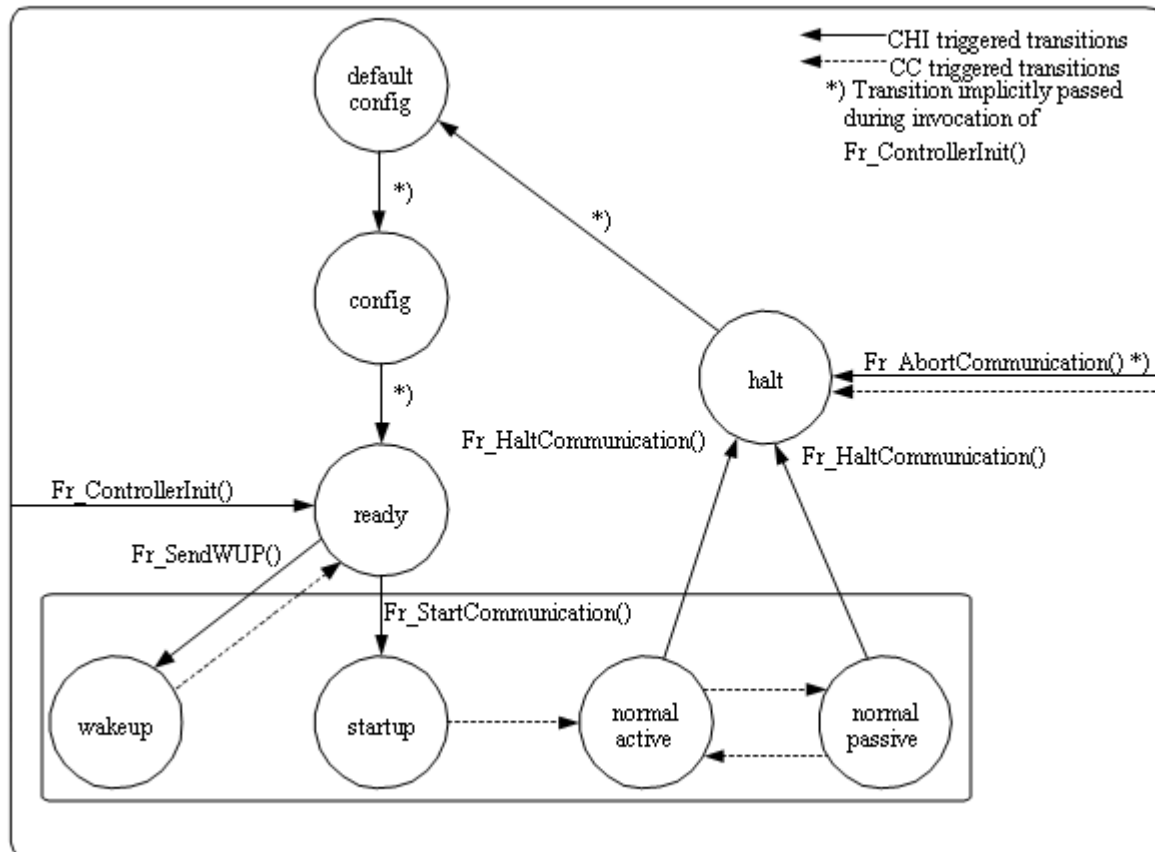 CHI triggered transitions
CC triggered transitions
*) Transition implicitly passed
during invocation of
Fr_ControllerInit()
default
config
*)
*)
config
*)
halt
Fr_AbortCommunication() *)
Fr_HaltCommunication()
Fr_HaltCommunication()
Fr_ControllerInit()
ready
Fr_SendWUP()
Fr_StartCommunication()
wakeup
startup
normal
active
normal
passive